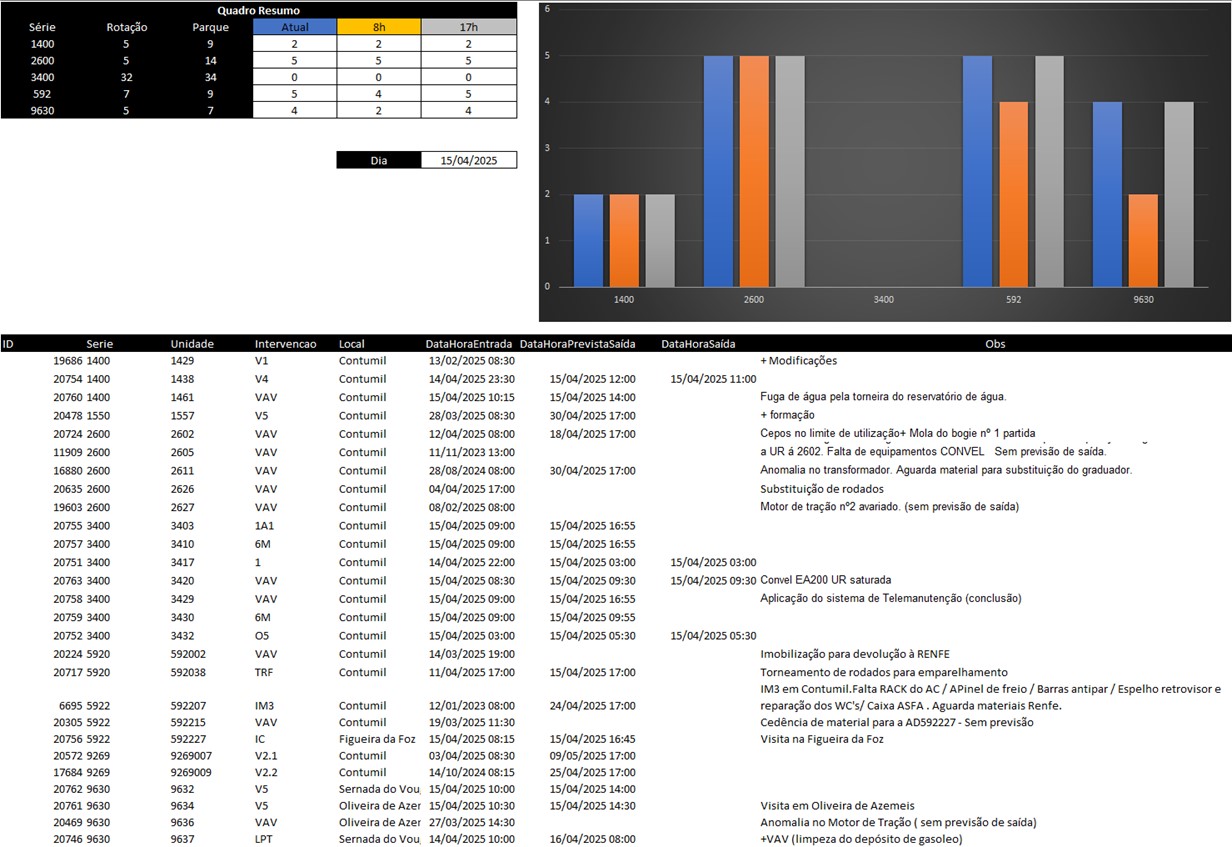 Quadro Resumo
Série Rotação Parque Atual 8h 17h
1400 5 9 2 2 2
2600 5 14 5 5 5
3400 32 34 0 0 0
592 7 9 5 4 5
9630 5 7 4 2 4
Dia 15/04/2025
6
5
4
3
2
1
0
1400 2600 3400 592 9630
ID Serie Unidade Intervencao Local DataHoraEntrada DataHoraPrevistaSaída DataHoraSaída Obs
19686 1400 1429 V1 Contumil 13/02/2025 08:30 + Modificações
20754 1400 1438 V4 Contumil 14/04/2025 23:30 15/04/2025 12:00 15/04/2025 11:00
20760 1400 1461 VAV Contumil 15/04/2025 10:15 15/04/2025 14:00 Fuga de água pela torneira do reservatório de água.
20478 1550 1557 V5 Contumil 28/03/2025 08:30 30/04/2025 17:00 + formação
20724 2600 2602 VAV Contumil 12/04/2025 08:00 18/04/2025 17:00 Cepos no limite de utilização+ Mola do bogie nº 1 partida
11909 2600 2605 VAV Contumil 11/11/2023 13:00 a UR á 2602. Falta de equipamentos CONVEL Sem previsão de saída.
16880 2600 2611 VAV Contumil 28/08/2024 08:00 30/04/2025 17:00 Anomalia no transformador. Aguarda material para substituição do graduador.
20635 2600 2626 VAV Contumil 04/04/2025 17:00 Substituição de rodados
19603 2600 2627 VAV Contumil 08/02/2025 08:00 Motor de tração nº2 avariado. (sem previsão de saída)
20755 3400 3403 1A1 Contumil 15/04/2025 09:00 15/04/2025 16:55
20757 3400 3410 6M Contumil 15/04/2025 09:00 15/04/2025 16:55
20751 3400 3417 1 Contumil 14/04/2025 22:00 15/04/2025 03:00 15/04/2025 03:00
20763 3400 3420 VAV Contumil 15/04/2025 08:30 15/04/2025 09:30 15/04/2025 09:30 Convel EA200 UR saturada
20758 3400 3429 VAV Contumil 15/04/2025 09:00 15/04/2025 16:55 Aplicação do sistema de Telemanutenção (conclusão)
20759 3400 3430 6M Contumil 15/04/2025 09:00 15/04/2025 09:55
20752 3400 3432 O5 Contumil 15/04/2025 03:00 15/04/2025 05:30 15/04/2025 05:30
20224 5920 592002 VAV Contumil 14/03/2025 19:00 Imobilização para devolução à RENFE
20717 5920 592038 TRF Contumil 11/04/2025 17:00 15/04/2025 17:00 Torneamento de rodados para emparelhamento
IM3 em Contumil.Falta RACK do AC / APinel de freio / Barras antipar / Espelho retrovisor e
6695 5922 592207 IM3 Contumil 12/01/2023 08:00 24/04/2025 17:00 reparação dos WC's/ Caixa ASFA . Aguarda materiais Renfe.
20305 5922 592215 VAV Contumil 19/03/2025 11:30 Cedência de material para a AD592227 - Sem previsão
20756 5922 592227 IC Figueira da Foz 15/04/2025 08:15 15/04/2025 16:45 Visita na Figueira da Foz
20572 9269 9269007 V2.1 Contumil 03/04/2025 08:30 09/05/2025 17:00
17684 9269 9269009 V2.2 Contumil 14/10/2024 08:15 25/04/2025 17:00
20762 9630 9632 V5 Sernada do Vou 15/04/2025 10:00 15/04/2025 14:00
20761 9630 9634 V5 Oliveira de Azer 15/04/2025 10:30 15/04/2025 14:30 Visita em Oliveira de Azemeis
20469 9630 9636 VAV Oliveira de Azer 27/03/2025 14:30 Anomalia no Motor de Tração ( sem previsão de saída)
20746 9630 9637 LPT Sernada do Vou 14/04/2025 10:00 16/04/2025 08:00 +VAV (limpeza do depósito de gasoleo)